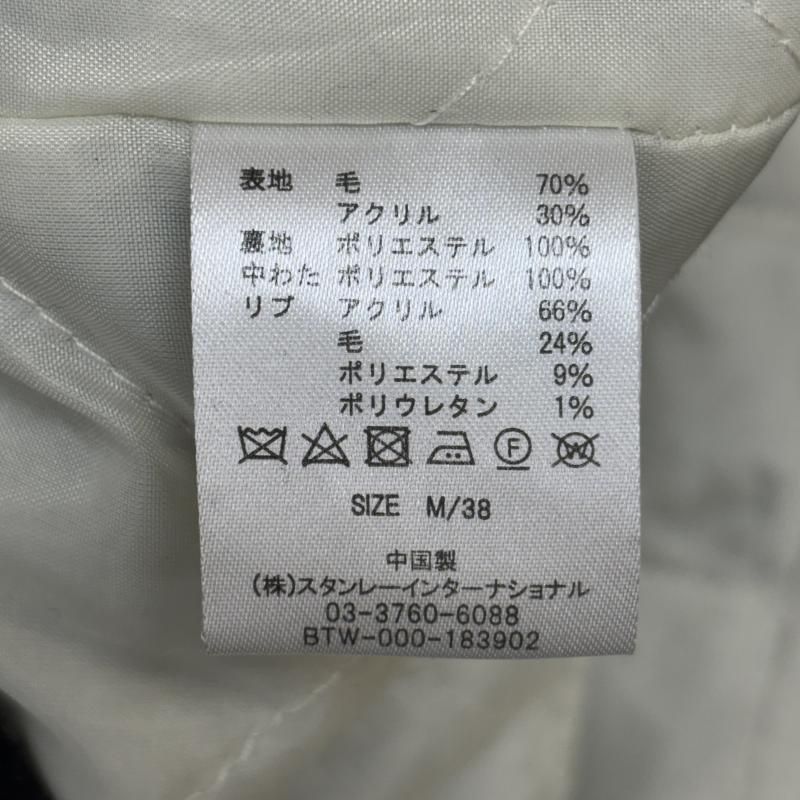 表地 毛 70%
アクリル 30%
裏地 ポリエステル 100%
中わた ポリエステル 100%
リブ アクリル 66%
毛 24%
ポリエステル 9%
ポリウレタン 1%
F W
SIZE M/38
中国製
(株)スタンレーインターナショナル
03-3760-6088
BTW-000-183902